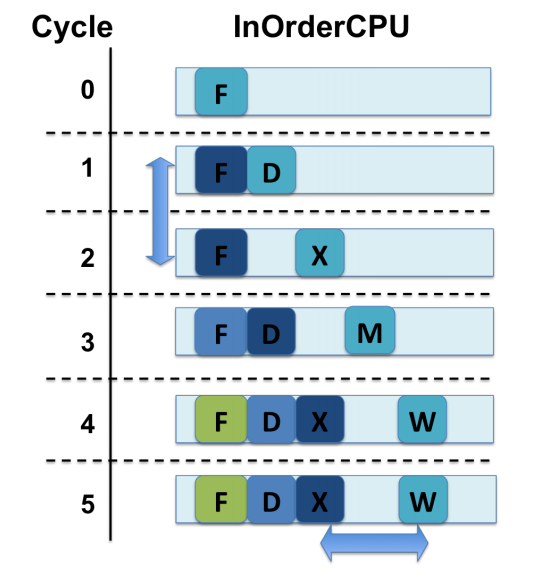 Cycle InOrderCPU
0 F
1 F D
2 F X
3 F D M
4 F D X W
5 F D X W